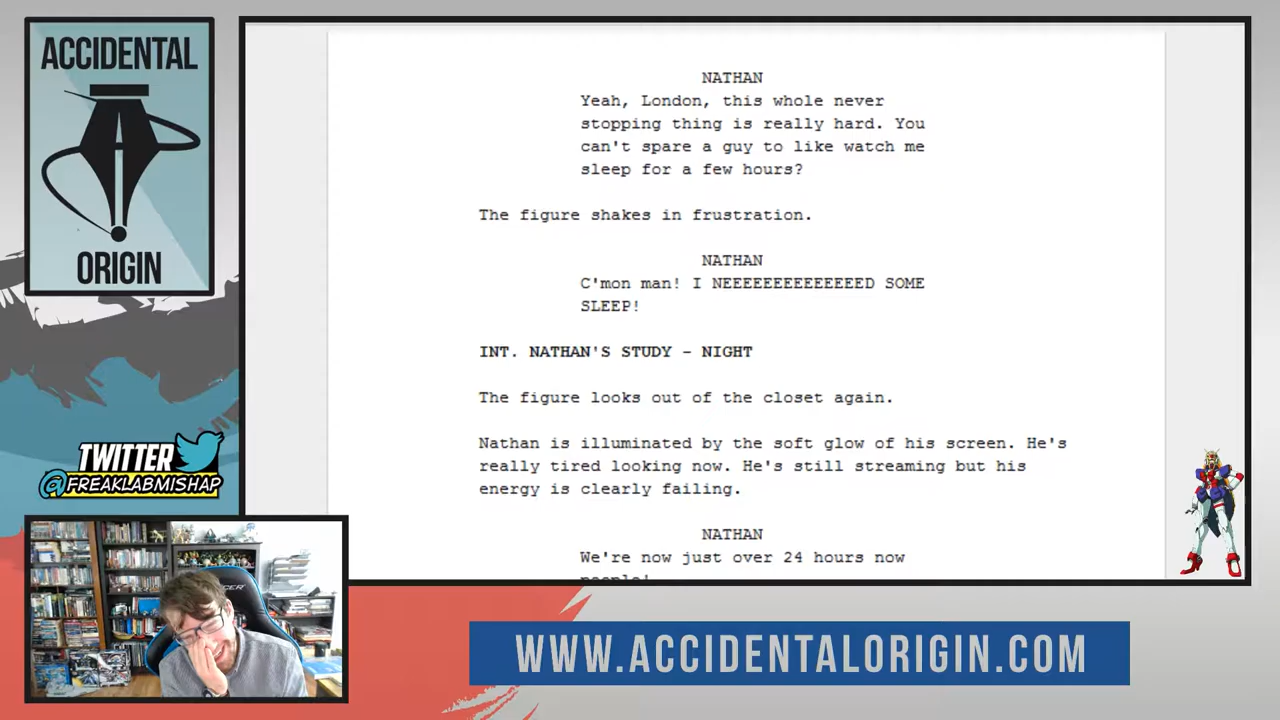 ACCIDENTAL
ORIGIN
NATHAN
Yeah, London, this whole never
stopping thing is really hard. You
can't spare a guy to like watch me
sleep for a few hours?
The figure shakes in frustration.
NATHAN
C'mon man! I NEEEEEEEEEEEEEED SOME
SLEEP!
INT. NATHAN'S STUDY - NIGHT
The figure looks out of the closet again.
Nathan is illuminated by the soft glow of his screen. He's
really tired looking now. He's still streaming but his
energy is clearly failing.
NATHAN
We're now just over 24 hours now
people!
TWITTER
@FREAKLABMISHAP
WWW.ACCIDENTALORIGIN.COM